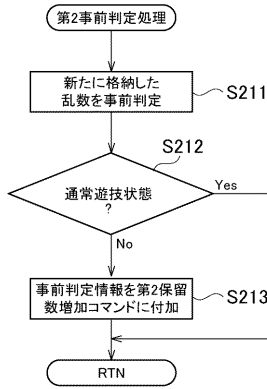 第2事前判定処理
新たに格納した
乱数を事前判定
S211
S212
通常遊技状態
?
Yes
No
事前判定情報を第2保留
数増加コマンドに付加
S213
RTN